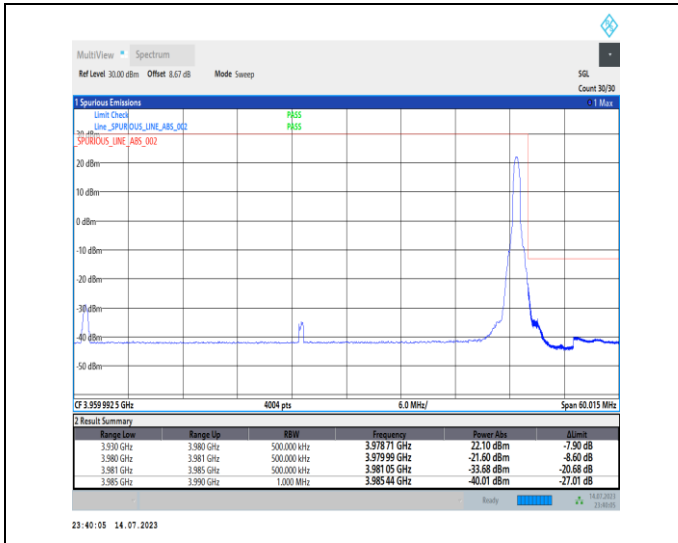 MultiView Spectrum
Ref Level 30.00 dBm Offset 8.67 dB Mode Sweep SGL
Count 30/30
1 Spurious Emissions 1 Max
Limit Check PASS
Line _SPURIOUS_LINE_ABS_002 PASS
_SPURIOUS_LINE_ABS_002
20 dBm
10 dBm
0 dBm
-10 dBm
-20 dBm
-30 dBm
-40 dBm
-50 dBm
CF 3.959 992 5 GHz 4004 pts 6.0 MHz/ Span 60.015 MHz
2 Result Summary
Range Low Range Up RBW Frequency Power Abs ΔLimit
3.930 GHz 3.980 GHz 500.000 kHz 3.978 71 GHz 22.10 dBm -7.90 dB
3.980 GHz 3.981 GHz 500.000 kHz 3.979 99 GHz -21.60 dBm -8.60 dB
3.981 GHz 3.985 GHz 500.000 kHz 3.981 05 GHz -33.68 dBm -20.68 dB
3.985 GHz 3.990 GHz 1.000 MHz 3.985 44 GHz -40.01 dBm -27.01 dB
Ready 14.07.2023
23:40:05
23:40:05 14.07.2023